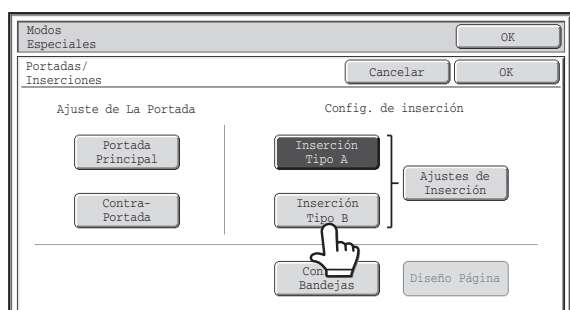 Modos
Especiales
OK
Portadas/
Inserciones
Cancelar
OK
Ajuste de La Portada
Config. de inserción
Portada
Principal
Inserción
Tipo A
Ajustes de
Inserción
Contra-
Portada
Inserción
Tipo B
Bandejas
Diseño Página